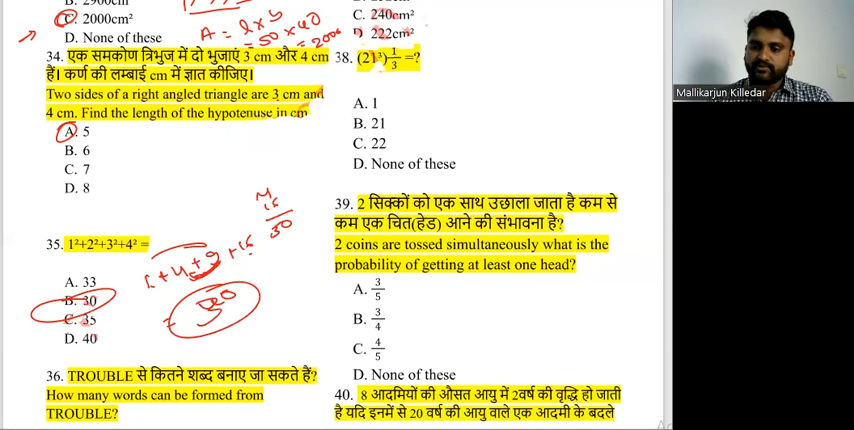 B. 2900cm²
C. 2000cm²
D. None of these
A = l × b
= 50 × 40
= 2000
34. एक समकोण त्रिभुज में दो भुजाएं 3 cm और 4 cm
हैं। कर्ण की लम्बाई cm में ज्ञात कीजिए।
Two sides of a right angled triangle are 3 cm and
4 cm. Find the length of the hypotenuse in cm
A. 5
B. 6
C. 7
D. 8
35. 1²+2²+3²+4² =
1+4+9+16
= 30
14
16
30
A. 33
B. 30
C. 35
D. 40
36. TROUBLE से कितने शब्द बनाए जा सकते हैं?
How many words can be formed from
TROUBLE?
C. 240cm²
D) 222cm²
38. (21³)^1/3 =?
A. 1
B. 21
C. 22
D. None of these
39. 2 सिक्कों को एक साथ उछाला जाता है कम से
कम एक चित(हेड) आने की संभावना है?
2 coins are tossed simultaneously what is the
probability of getting at least one head?
A. 3/5
B. 3/4
C. 4/5
D. None of these
40. 8 आदमियों की औसत आयु में 2वर्ष की वृद्धि हो जाती
है यदि इनमें से 20 वर्ष की आयु वाले एक आदमी के बदले
Mallikarjun Killedar